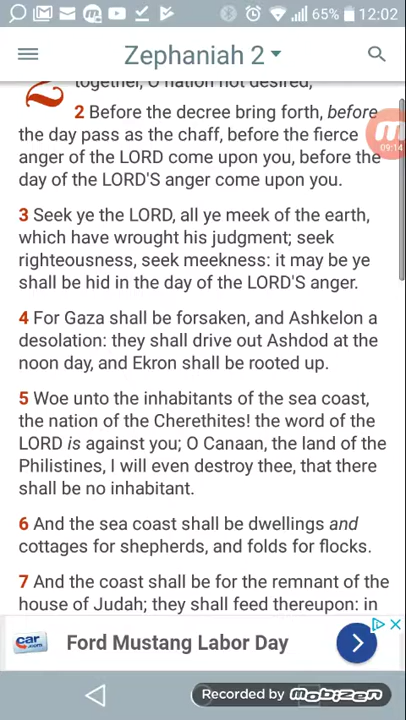 65% 12:02
Zephaniah 2
together, O nation not desired;
2
2 Before the decree bring forth, before
the day pass as the chaff, before the fierce
anger of the LORD come upon you, before the
day of the LORD'S anger come upon you.
09:14
3 Seek ye the LORD, all ye meek of the earth,
which have wrought his judgment; seek
righteousness, seek meekness: it may be ye
shall be hid in the day of the LORD'S anger.
4 For Gaza shall be forsaken, and Ashkelon a
desolation: they shall drive out Ashdod at the
noon day, and Ekron shall be rooted up.
5 Woe unto the inhabitants of the sea coast,
the nation of the Cherethites! the word of the
LORD is against you; O Canaan, the land of the
Philistines, I will even destroy thee, that there
shall be no inhabitant.
6 And the sea coast shall be dwellings and
cottages for shepherds, and folds for flocks.
7 And the coast shall be for the remnant of the
house of Judah; they shall feed thereupon: in
car.com
Ford Mustang Labor Day
Recorded by mobizen